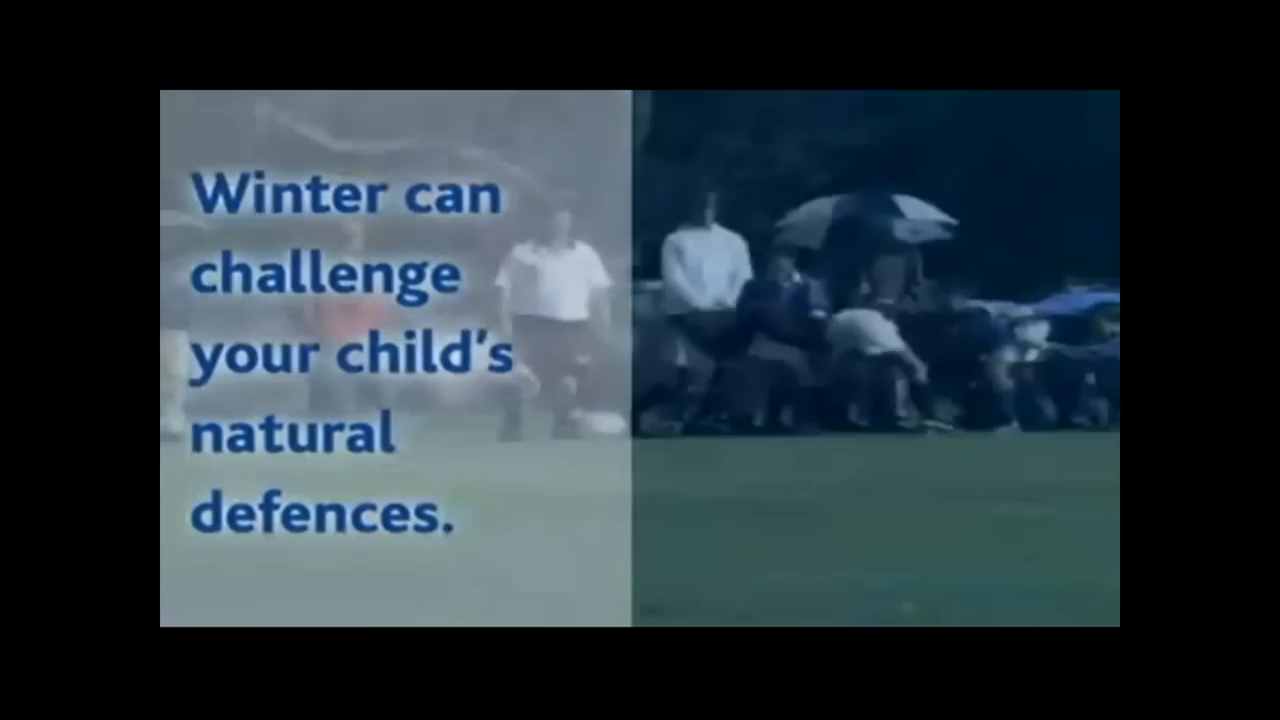 Winter can
challenge
your child's
natural
defences.